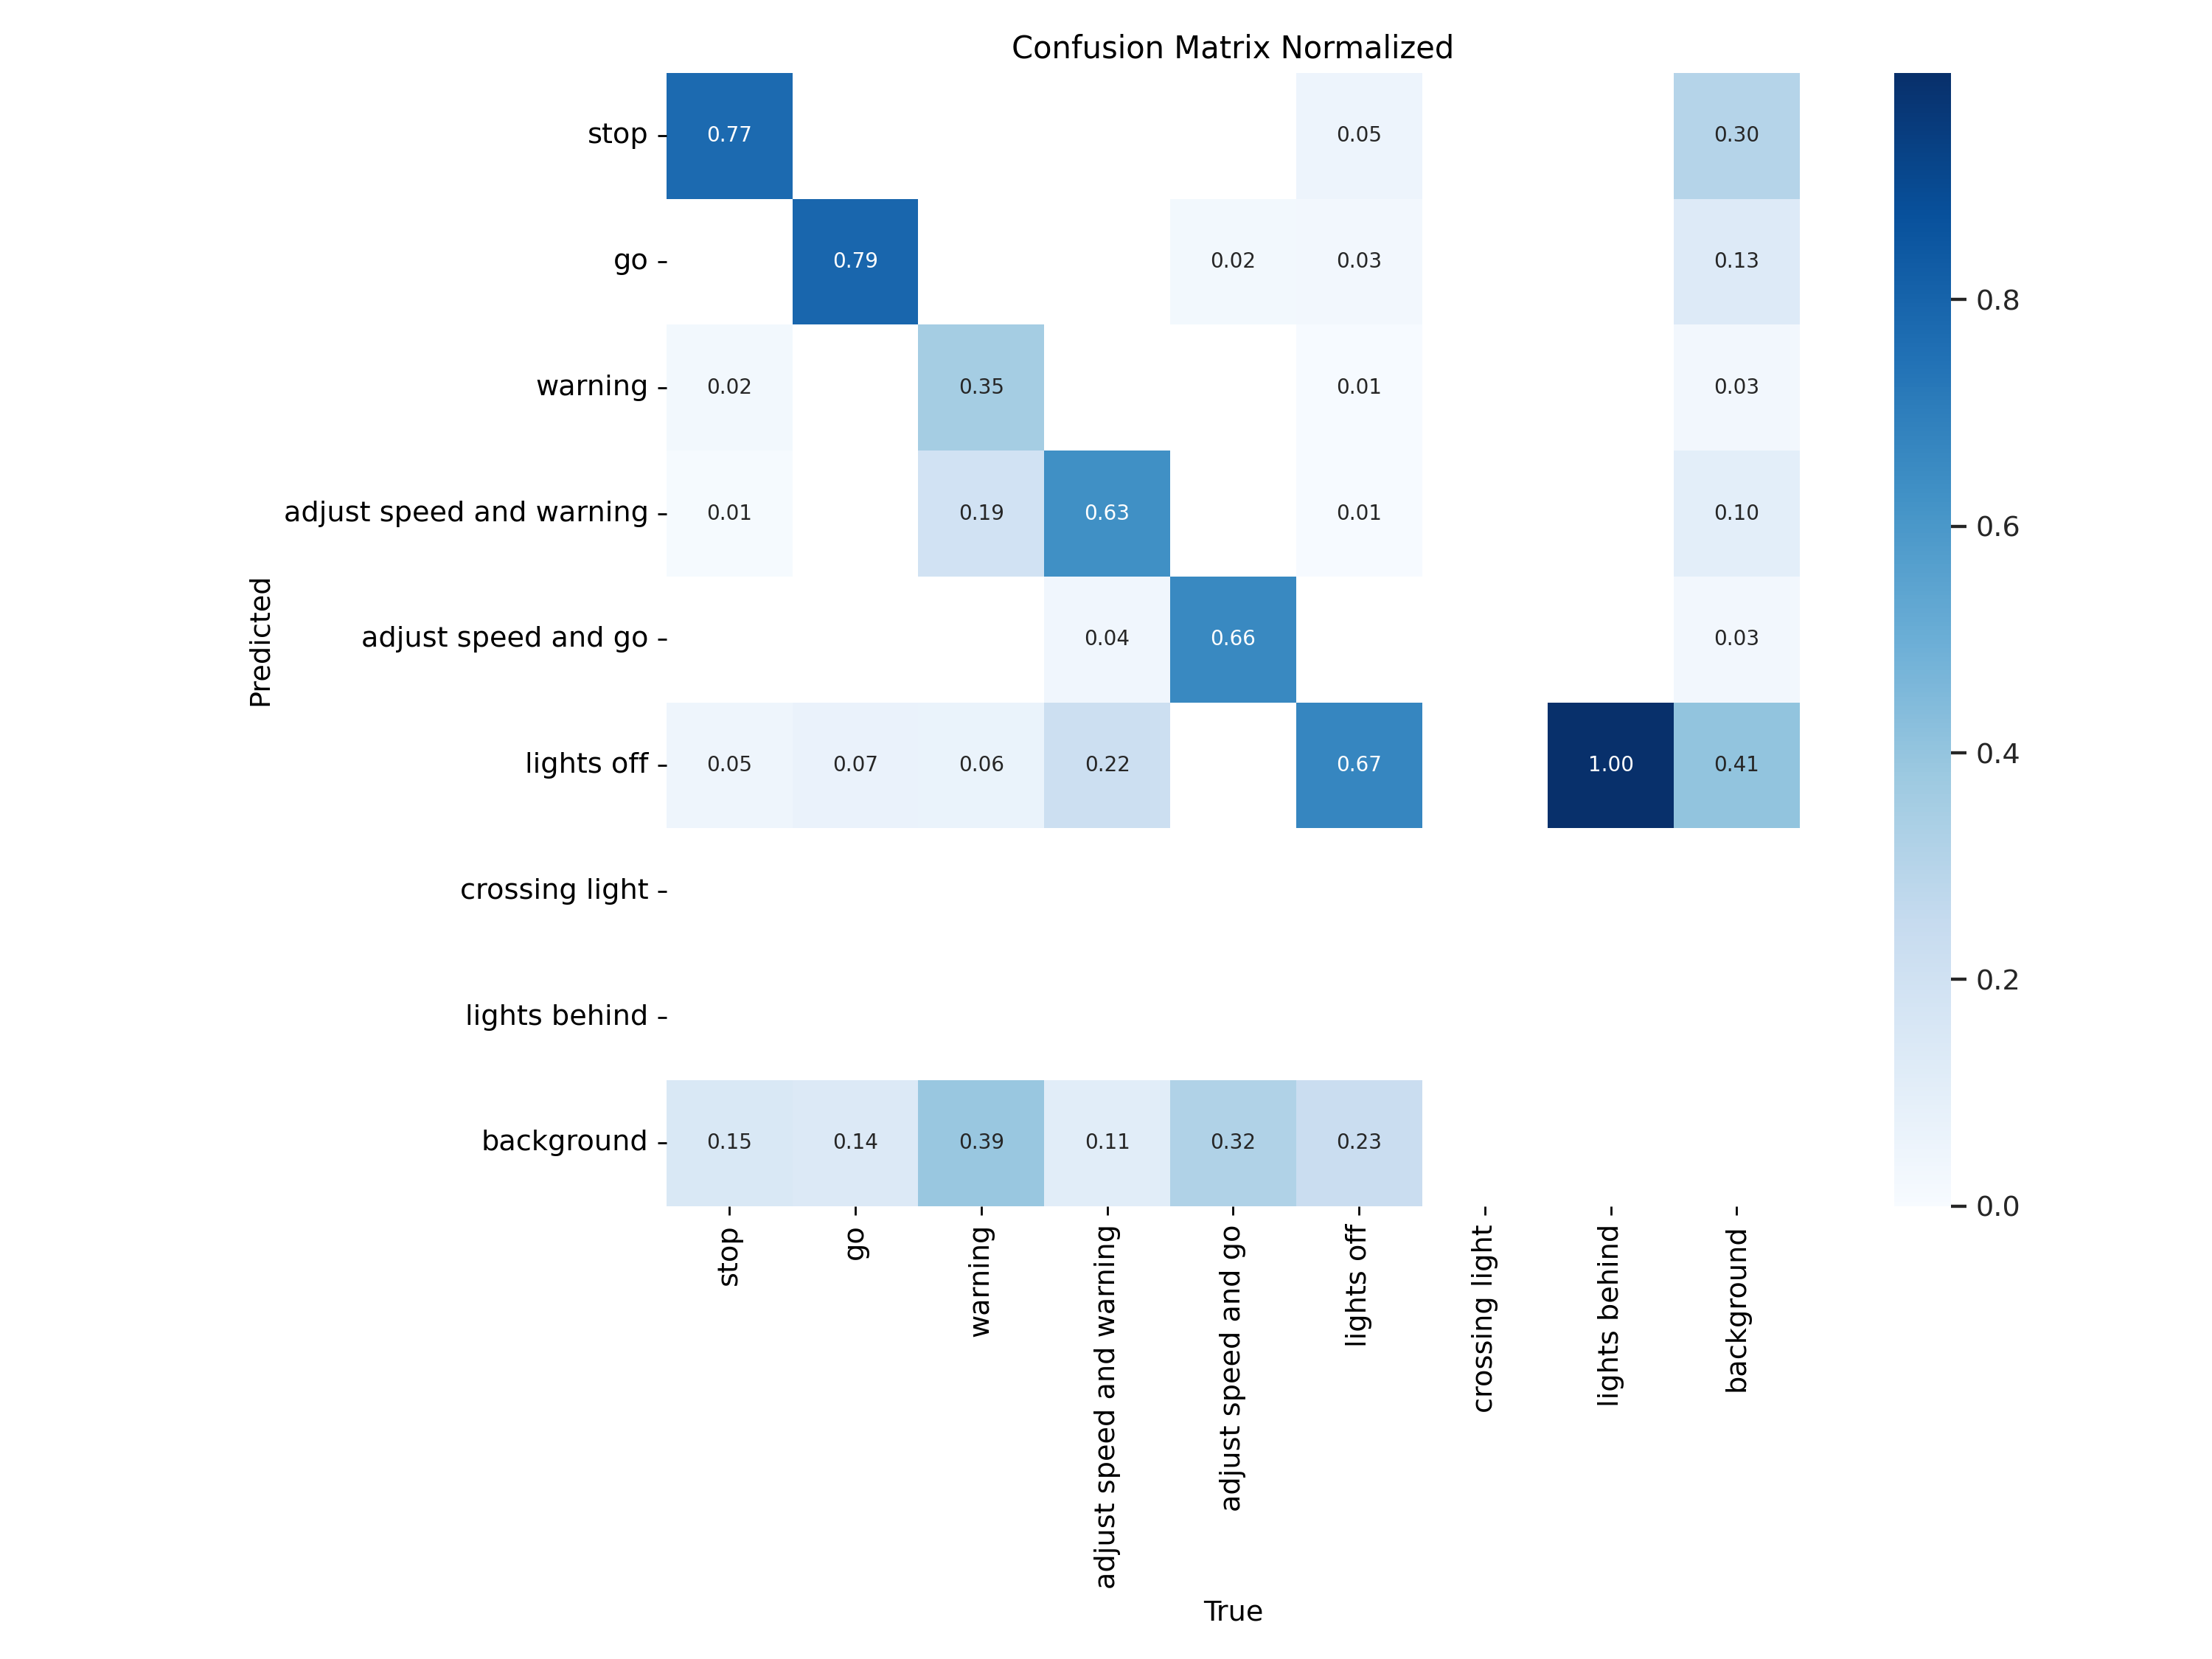 Confusion Matrix Normalized
stop 0.77 0.05 0.30
go 0.79 0.02 0.03 0.13
0.8
warning 0.02 0.35 0.01 0.03
adjust speed and warning 0.01 0.19 0.63 0.01 0.10
0.6
Predicted
adjust speed and go 0.04 0.66 0.03
lights off 0.05 0.07 0.06 0.22 0.67 1.00 0.41
0.4
crossing light
0.2
lights behind
background 0.15 0.14 0.39 0.11 0.32 0.23
0.0
stop
go
warning
adjust speed and warning
adjust speed and go
lights off
crossing light
lights behind
background
True